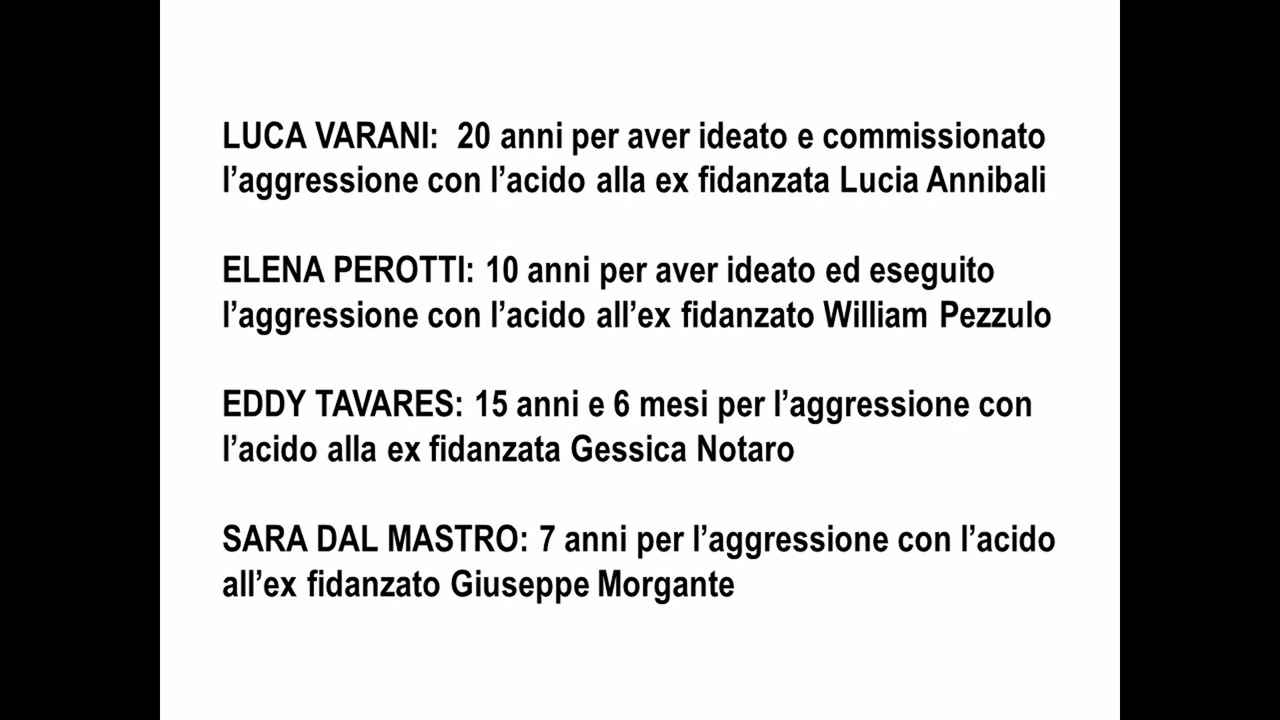 LUCA VARANI: 20 anni per aver ideato e commissionato
l’aggressione con l’acido alla ex fidanzata Lucia Annibali
ELENA PEROTTI: 10 anni per aver ideato ed eseguito
l’aggressione con l’acido all’ex fidanzato William Pezzulo
EDDY TAVARES: 15 anni e 6 mesi per l’aggressione con
l’acido alla ex fidanzata Gessica Notaro
SARA DAL MASTRO: 7 anni per l’aggressione con l’acido
all’ex fidanzato Giuseppe Morgante